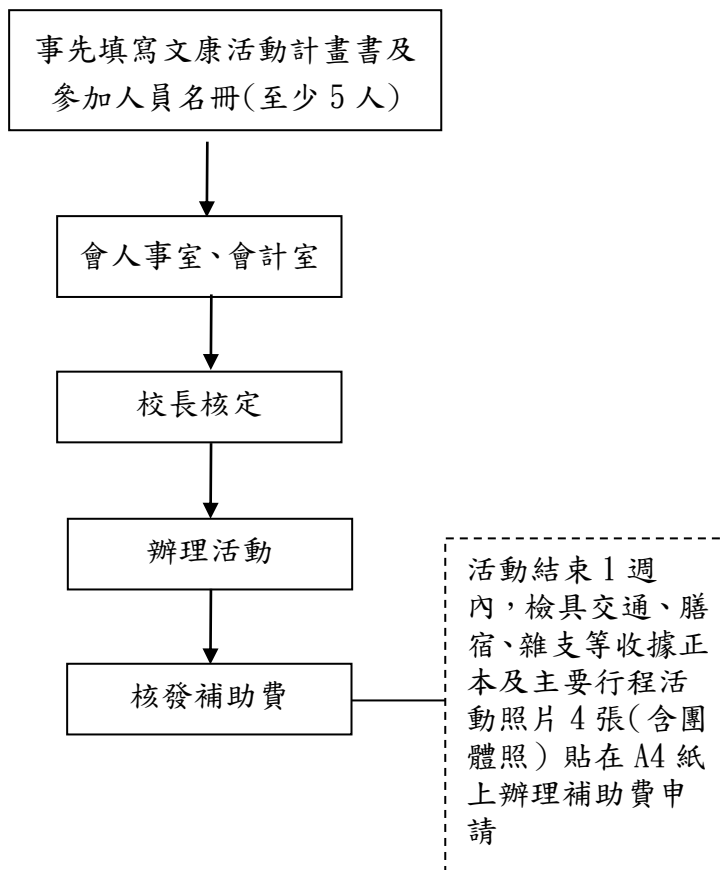 事先填寫文康活動計畫書及
參加人員名冊(至少 5 人)
會人事室、會計室
校長核定
辦理活動
核發補助費
活動結束 1 週
內，檢具交通、膳
宿、雜支等收據正
本及主要行程活
動照片 4 張(含團
體照) 貼在 A4 紙
上辦理補助費申
請